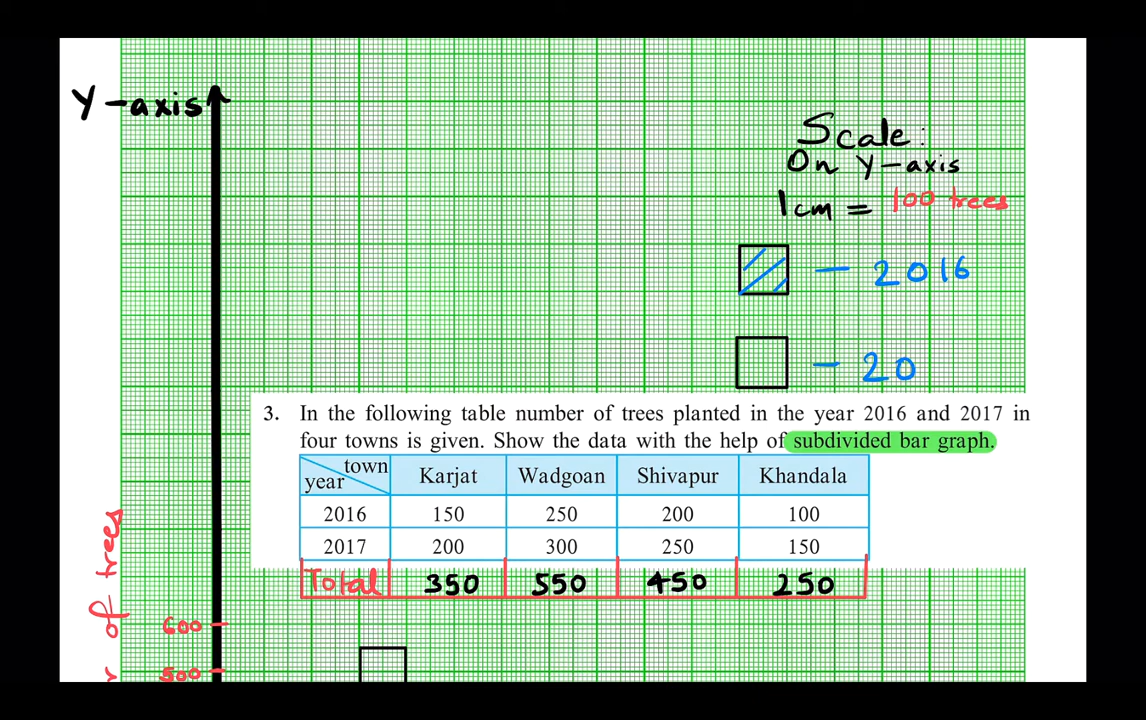 Y-axis
Scale:
On Y-axis
1cm = 100 trees
- 2016
- 20
3. In the following table number of trees planted in the year 2016 and 2017 in
four towns is given. Show the data with the help of subdivided bar graph.
town
year
Karjat Wadgoan Shivapur Khandala
2016 150 250 200 100
2017 200 300 250 150
Total 350 550 450 250
of trees
600
500